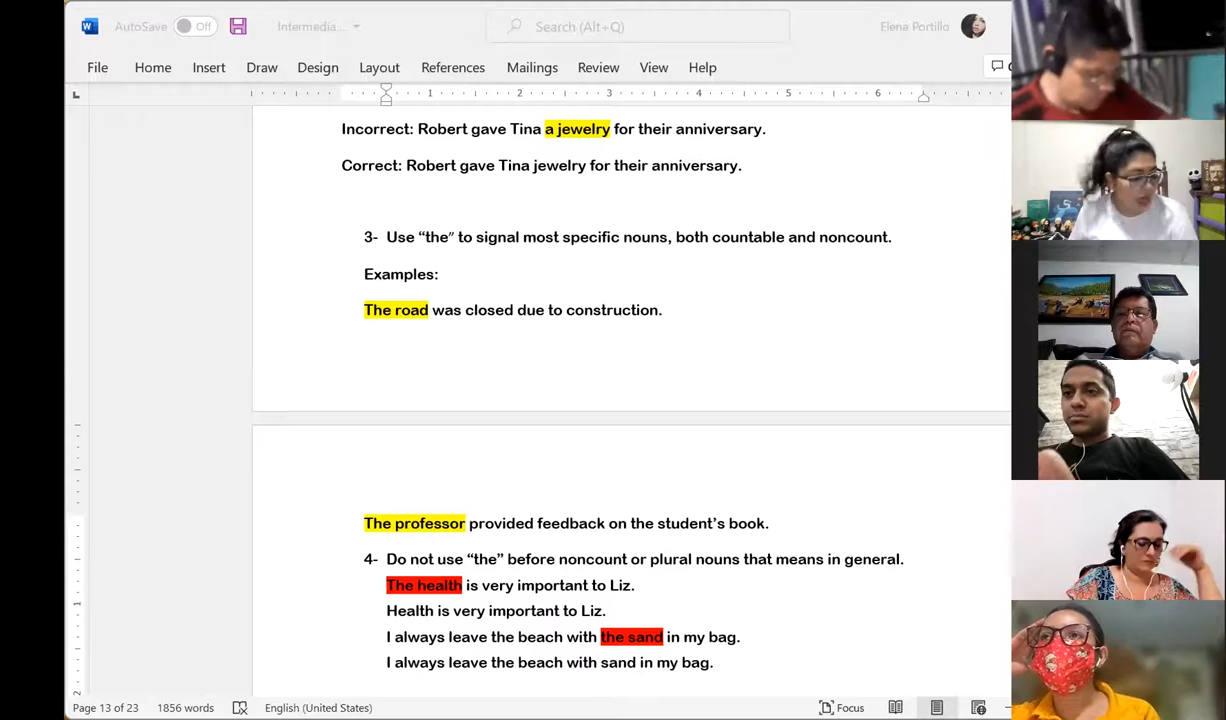 AutoSave Off Intermedia... Search (Alt+Q) Elena Portillo
File Home Insert Draw Design Layout References Mailings Review View Help
1 2 3 4 5 6
Incorrect: Robert gave Tina a jewelry for their anniversary.
Correct: Robert gave Tina jewelry for their anniversary.
3- Use “the” to signal most specific nouns, both countable and noncount.
Examples:
The road was closed due to construction.
The professor provided feedback on the student’s book.
4- Do not use “the” before noncount or plural nouns that means in general.
The health is very important to Liz.
Health is very important to Liz.
I always leave the beach with the sand in my bag.
I always leave the beach with sand in my bag.
Page 13 of 23 1856 words English (United States) Focus